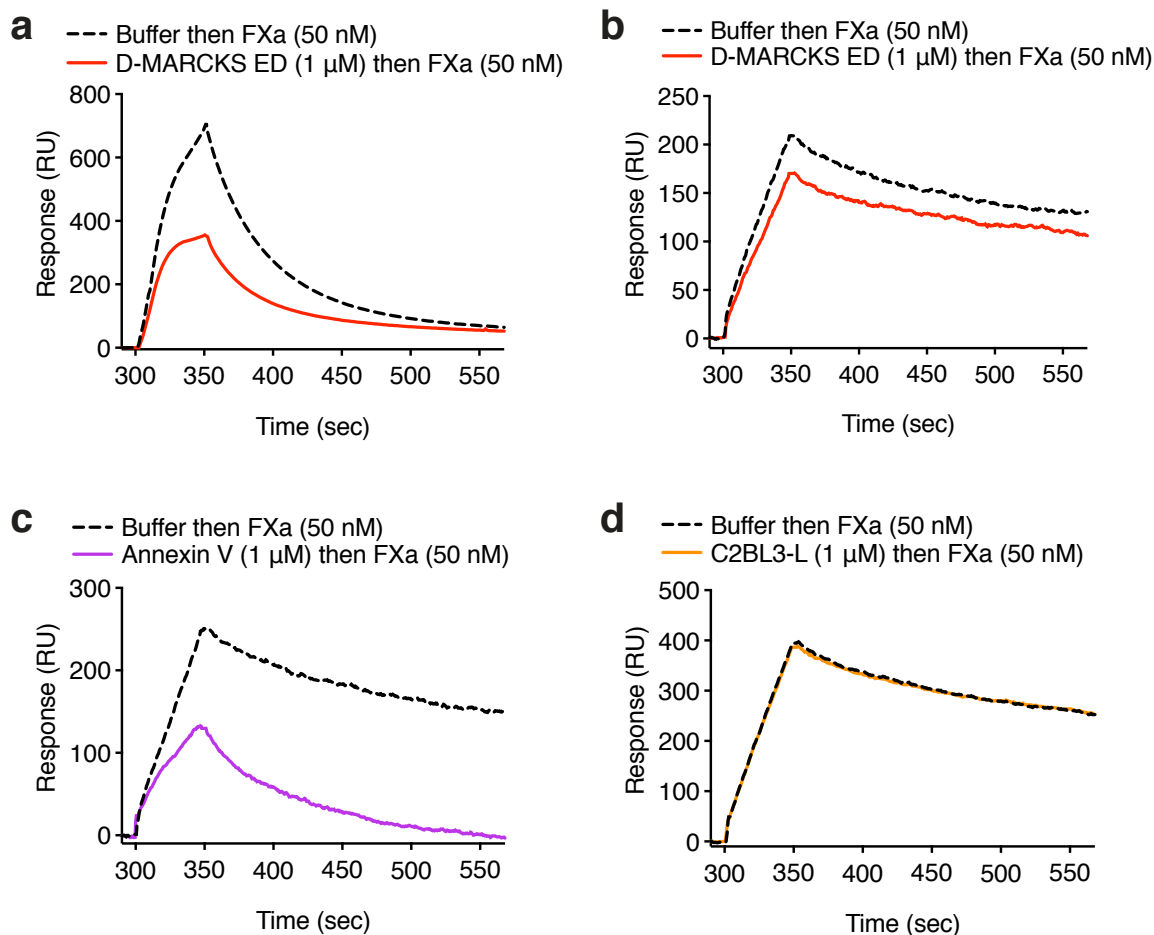 a
Buffer then FXa (50 nM)
D-MARCKS ED (1 µM) then FXa (50 nM)
800
600
400
200
0
Response (RU)
300 350 400 450 500 550
Time (sec)
b
Buffer then FXa (50 nM)
D-MARCKS ED (1 µM) then FXa (50 nM)
250
200
150
100
50
0
Response (RU)
300 350 400 450 500 550
Time (sec)
c
Buffer then FXa (50 nM)
Annexin V (1 µM) then FXa (50 nM)
300
200
100
0
Response (RU)
300 350 400 450 500 550
Time (sec)
d
Buffer then FXa (50 nM)
C2BL3-L (1 µM) then FXa (50 nM)
500
400
300
200
100
0
Response (RU)
300 350 400 450 500 550
Time (sec)